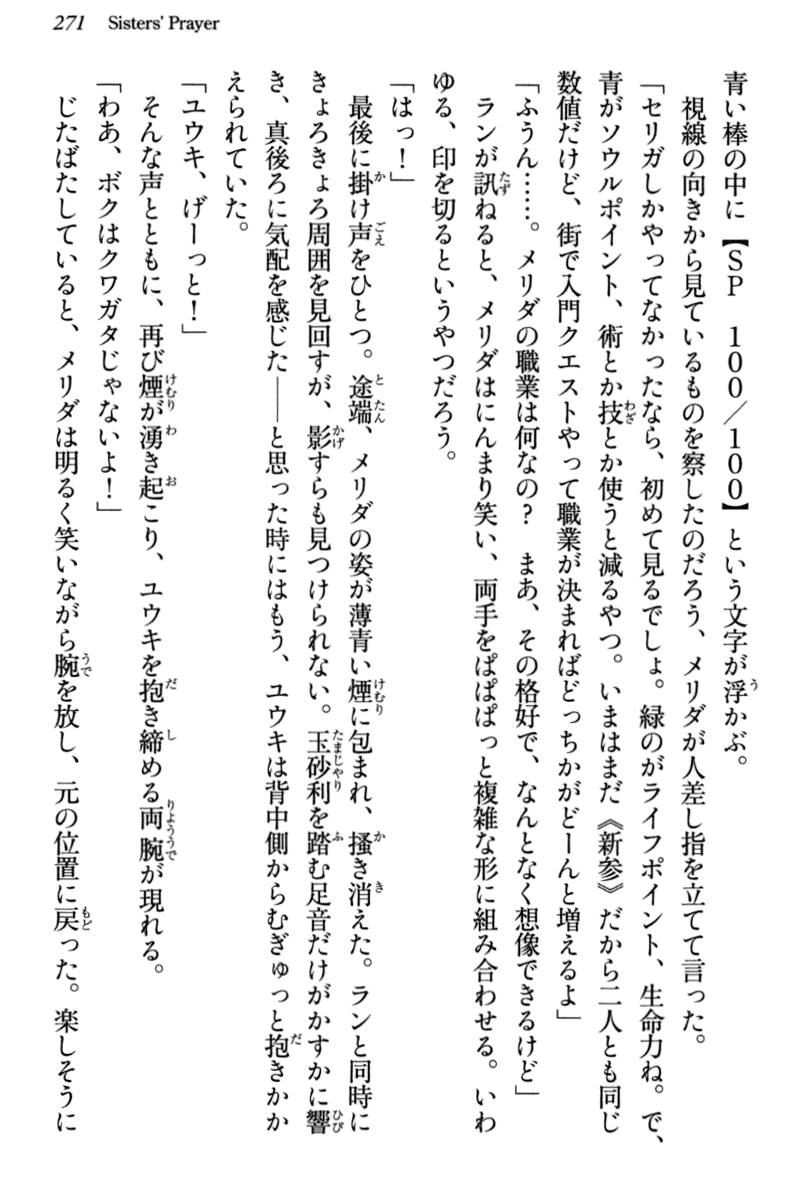 271 Sisters' Prayer
青い棒の中に【SP 100／100】という文字が浮かぶ。
視線の向きから見ているものを察したのだろう、メリダが人差し指を立てて言った。
「セリガしかやってなかったなら、初めて見るでしょ。緑のがライフポイント、生命力ね。で、
青がソウルポイント、術とか技とか使うと減るやつ。いまはまだ《新参》だから二人とも同じ
数値だけど、街で入門クエストやって職業が決まればどっちかがどーんと増えるよ」
「ふうん……。メリダの職業は何なの？ まあ、その格好で、なんとなく想像できるけど」
ランが訊ねると、メリダはにんまり笑い、両手をぱぱぱっと複雑な形に組み合わせる。いわ
ゆる、印を切るというやつだろう。
「はっ！」
最後に掛け声をひとつ。途端、メリダの姿が薄青い煙に包まれ、掻き消えた。ランと同時に
きょろきょろ周囲を見回すが、影すらも見つけられない。玉砂利を踏む足音だけがかすかに響
き、真後ろに気配を感じた――と思った時にはもう、ユウキは背中側からむぎゅっと抱きかか
えられていた。
「ユウキ、げーっと！」
そんな声とともに、再び煙が湧き起こり、ユウキを抱き締める両腕が現れる。
「わあ、ボクはクワガタじゃないよ！」
じたばたしていると、メリダは明るく笑いながら腕を放し、元の位置に戻った。楽しそうに